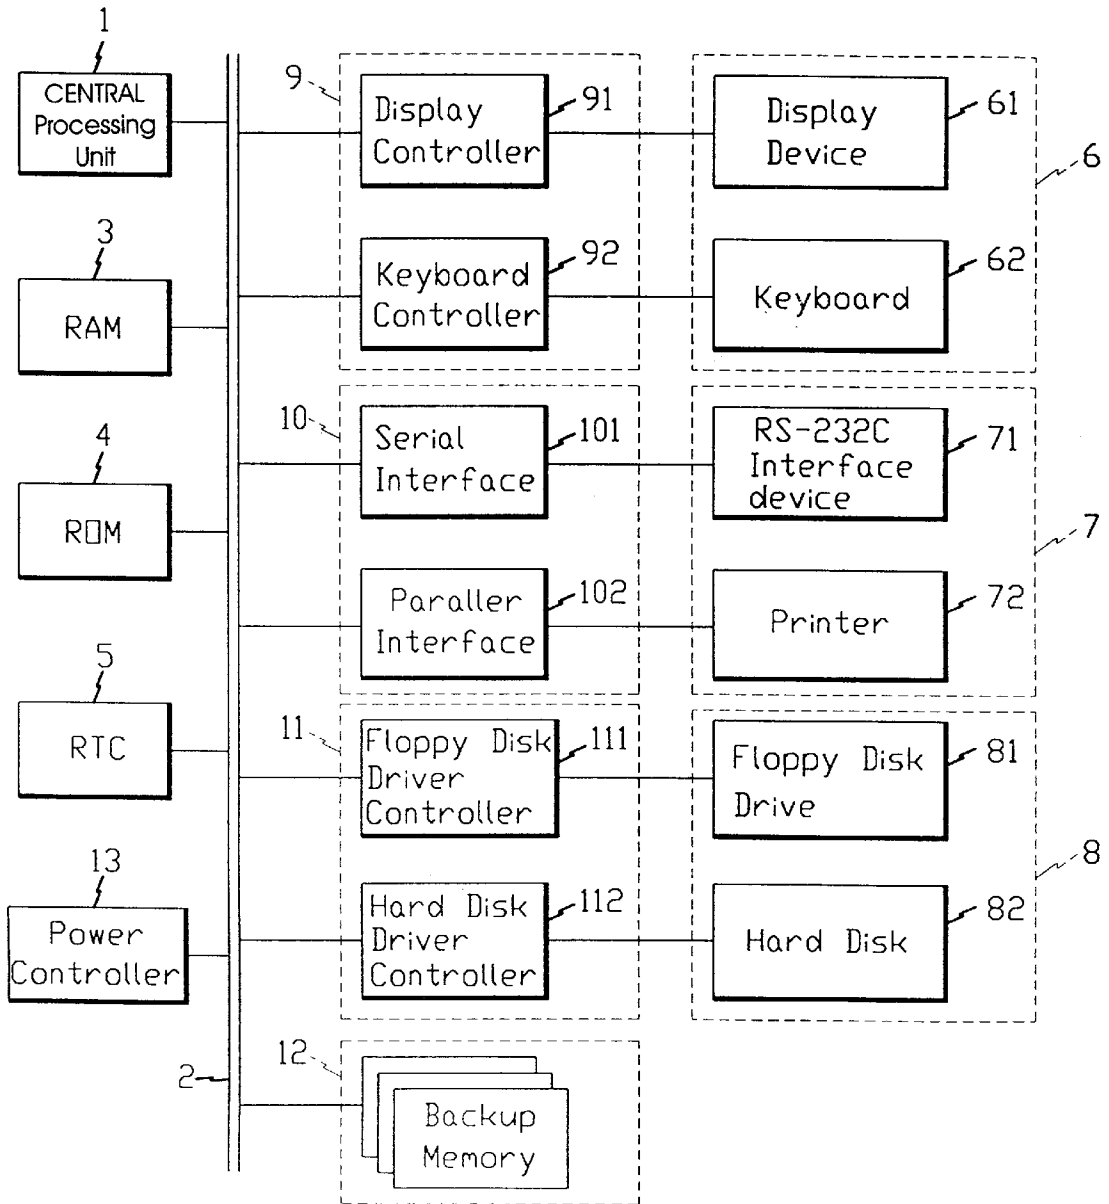 1
CENTRAL
Processing
Unit
3
RAM
4
ROM
5
RTC
13
Power
Controller
2
9
Display
Controller
91
Keyboard
Controller
92
10
Serial
Interface
101
Paraller
Interface
102
11
Floppy Disk
Driver
Controller
111
Hard Disk
Driver
Controller
112
12
Backup
Memory
Display
Device
61
6
Keyboard
62
RS-232C
Interface
device
71
7
Printer
72
Floppy Disk
Drive
81
8
Hard Disk
82